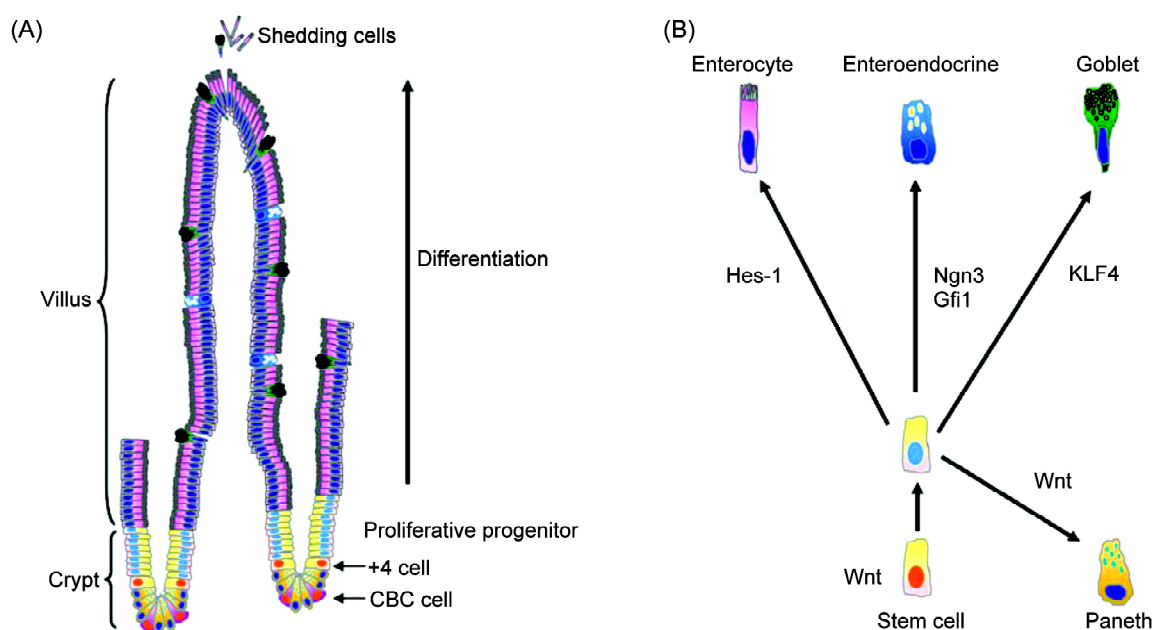 (A)
Shedding cells
Villus
Differentiation
Proliferative progenitor
Crypt
+4 cell
CBC cell
(B)
Enterocyte
Enteroendocrine
Goblet
Hes-1
Ngn3
Gfi1
KLF4
Wnt
Wnt
Stem cell
Paneth